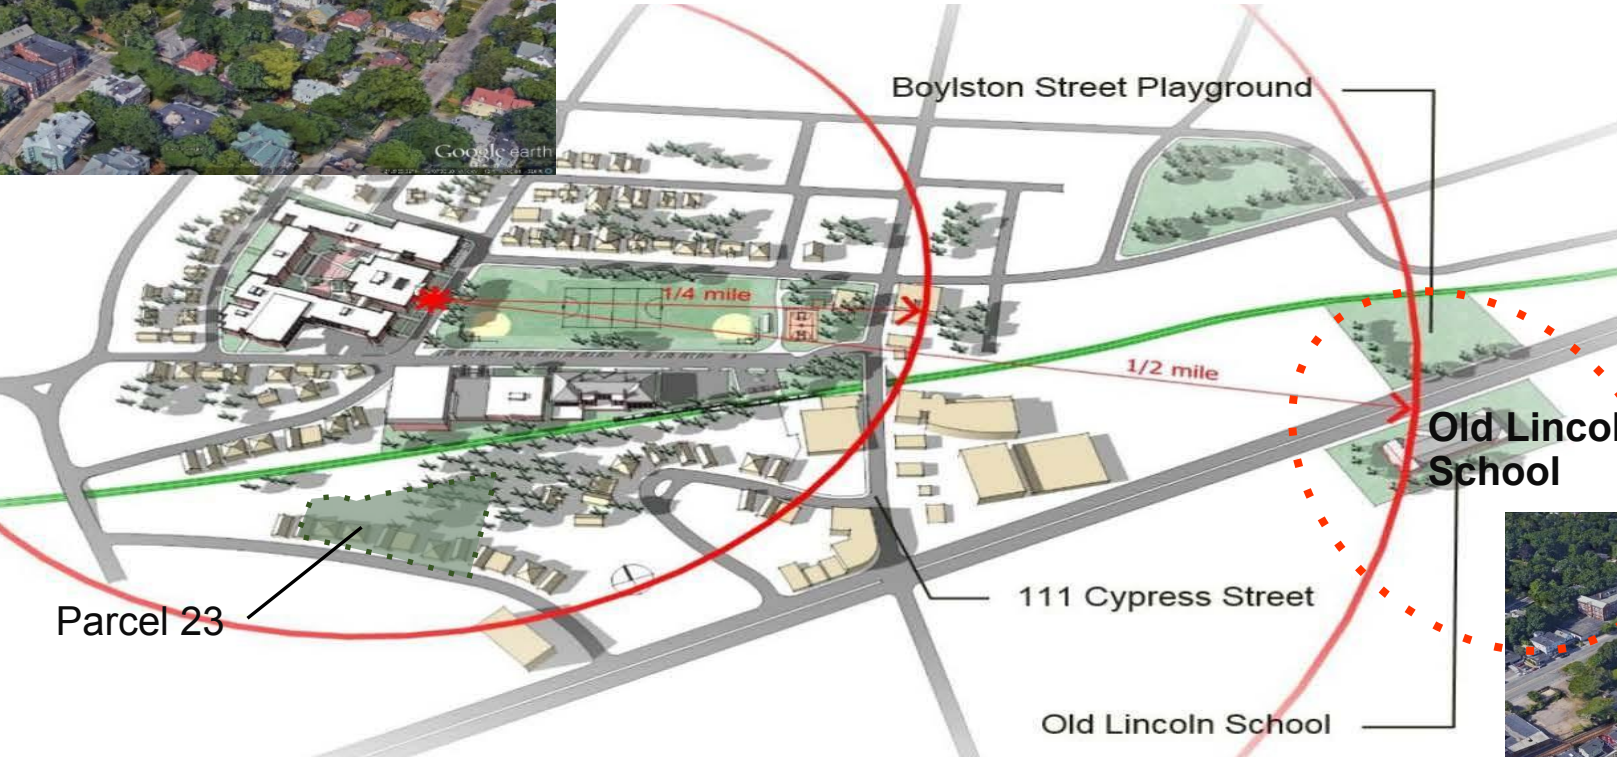 Google earth
Boylston Street Playground
1/4 mile
1/2 mile
Old Lincol
School
Parcel 23
111 Cypress Street
Old Lincoln School